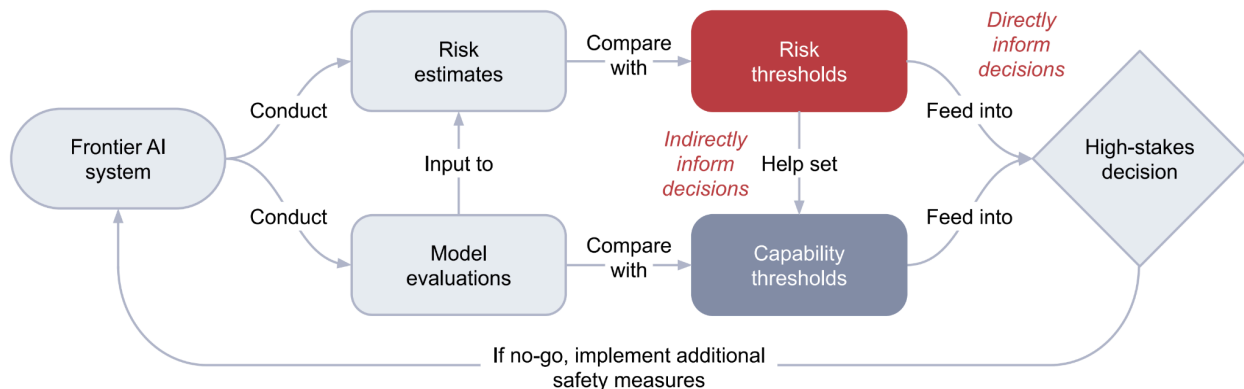 Directly
inform
decisions
Risk
estimates
Compare
with
Risk
thresholds
Conduct
Feed into
Frontier AI
system
Input to
Indirectly
inform
decisions
Help set
High-stakes
decision
Conduct
Feed into
Model
evaluations
Compare
with
Capability
thresholds
If no-go, implement additional
safety measures